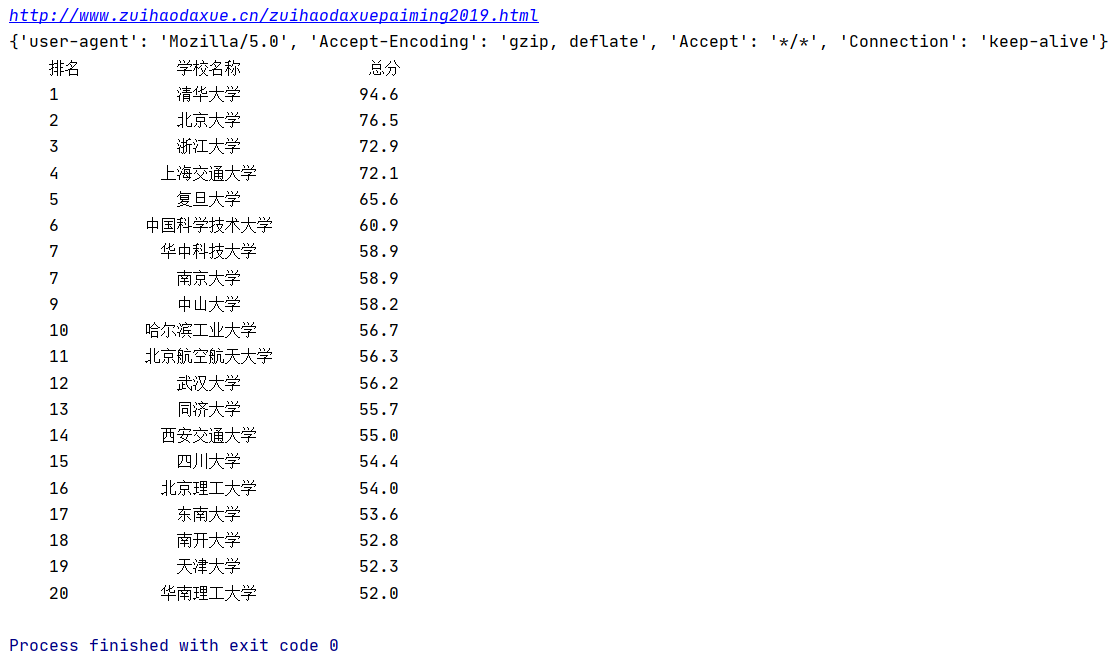 http://www.zuihaodaxue.cn/zuihaodaxuepaiming2019.html
{'user-agent': 'Mozilla/5.0', 'Accept-Encoding': 'gzip, deflate', 'Accept': '*/*', 'Connection': 'keep-alive'}
排名 学校名称 总分
1 清华大学 94.6
2 北京大学 76.5
3 浙江大学 72.9
4 上海交通大学 72.1
5 复旦大学 65.6
6 中国科学技术大学 60.9
7 华中科技大学 58.9
7 南京大学 58.9
9 中山大学 58.2
10 哈尔滨工业大学 56.7
11 北京航空航天大学 56.3
12 武汉大学 56.2
13 同济大学 55.7
14 西安交通大学 55.0
15 四川大学 54.4
16 北京理工大学 54.0
17 东南大学 53.6
18 南开大学 52.8
19 天津大学 52.3
20 华南理工大学 52.0
Process finished with exit code 0